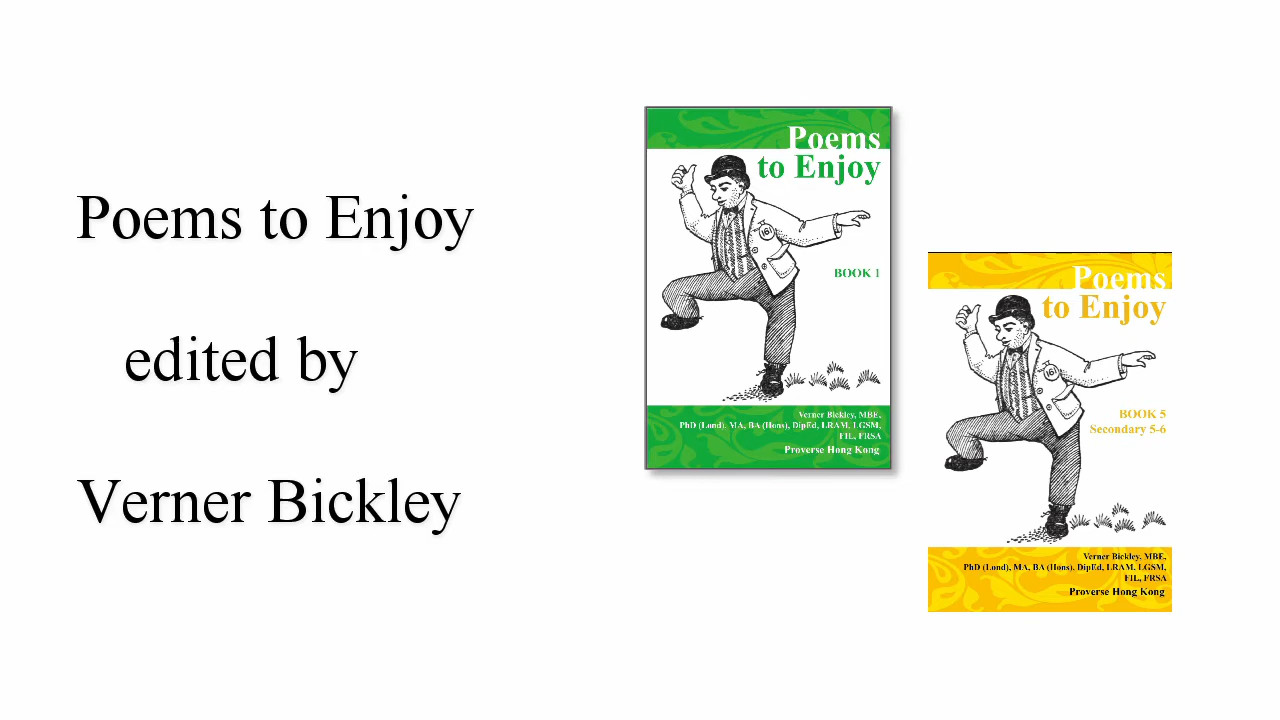 Poems to Enjoy
edited by
Verner Bickley
Poems
to Enjoy
BOOK 1
Verner Bickley, MBE,
PhD (Lond), MA, BA (Hons), DipEd, LRAM, LGSM,
FIL, FRSA
Proverse Hong Kong
Poems
to Enjoy
BOOK 5
Secondary 5-6
Verner Bickley, MBE,
PhD (Lond), MA, BA (Hons), DipEd, LRAM, LGSM,
FIL, FRSA
Proverse Hong Kong